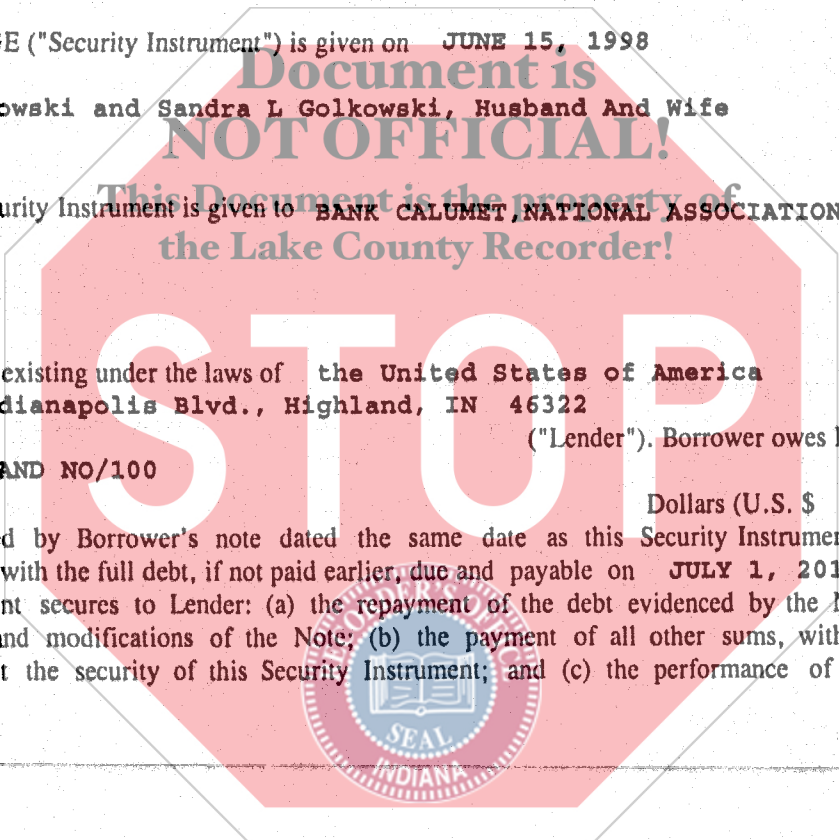 GE ("Security Instrument") is given on JUNE 15, 1998
Document is
owski and Sandra L Golkowski, Husband And Wife
NOT OFFICIAL!
This Document is the property of
urity Instrument is given to BANK CALUMET, NATIONAL ASSOCIATION
the Lake County Recorder!
STOP
existing under the laws of the United States of America
dianapolis Blvd., Highland, IN 46322
("Lender"). Borrower owes
AND NO/100
Dollars (U.S. $
d by Borrower's note dated the same date as this Security Instrumen
with the full debt, if not paid earlier, due and payable on JULY 1, 201
nt secures to Lender: (a) the repayment of the debt evidenced by the N
and modifications of the Note; (b) the payment of all other sums, with
t the security of this Security Instrument; and (c) the performance of
SEAL
INDIANA